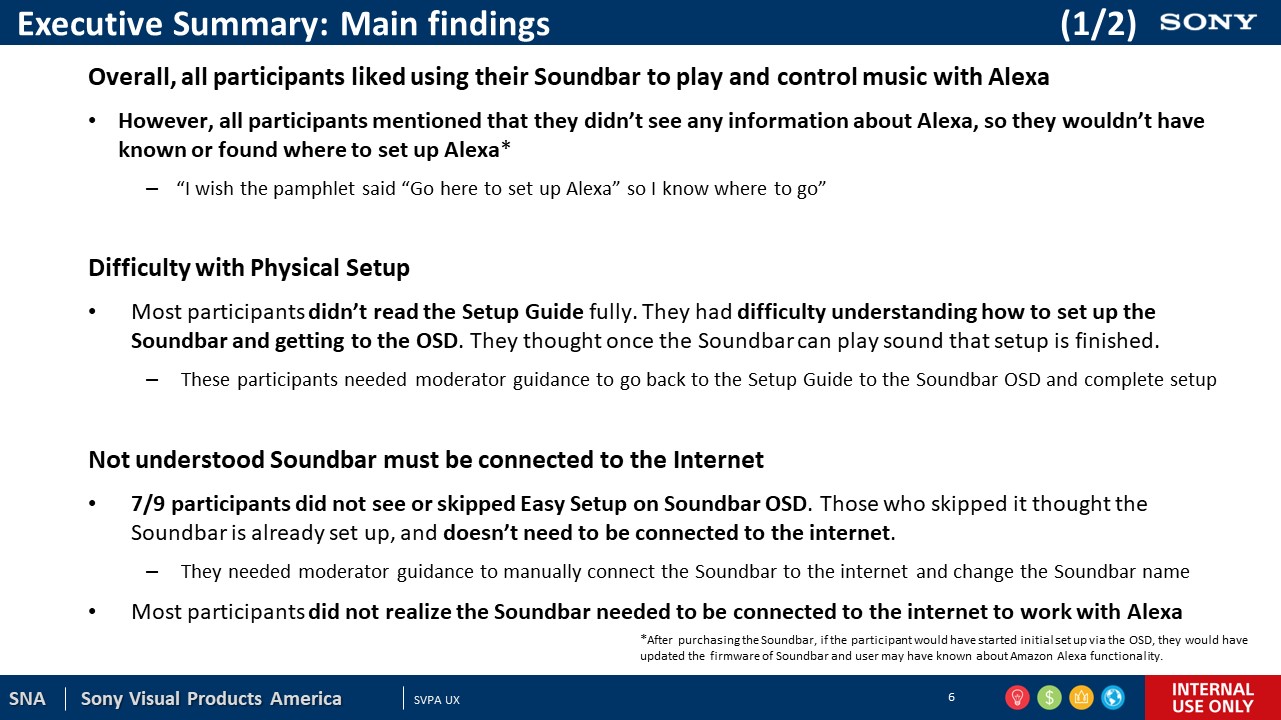 Executive Summary: Main findings (1/2) SONY
Overall, all participants liked using their Soundbar to play and control music with Alexa
• However, all participants mentioned that they didn’t see any information about Alexa, so they wouldn’t have
known or found where to set up Alexa*
– “I wish the pamphlet said “Go here to set up Alexa” so I know where to go”
Difficulty with Physical Setup
• Most participants didn’t read the Setup Guide fully. They had difficulty understanding how to set up the
Soundbar and getting to the OSD. They thought once the Soundbar can play sound that setup is finished.
– These participants needed moderator guidance to go back to the Setup Guide to the Soundbar OSD and complete setup
Not understood Soundbar must be connected to the Internet
• 7/9 participants did not see or skipped Easy Setup on Soundbar OSD. Those who skipped it thought the
Soundbar is already set up, and doesn’t need to be connected to the internet.
– They needed moderator guidance to manually connect the Soundbar to the internet and change the Soundbar name
• Most participants did not realize the Soundbar needed to be connected to the internet to work with Alexa
*After purchasing the Soundbar, if the participant would have started initial set up via the OSD, they would have
updated the firmware of Soundbar and user may have known about Amazon Alexa functionality.
SNA Sony Visual Products America SVPA UX 6 $ INTERNAL
USE ONLY